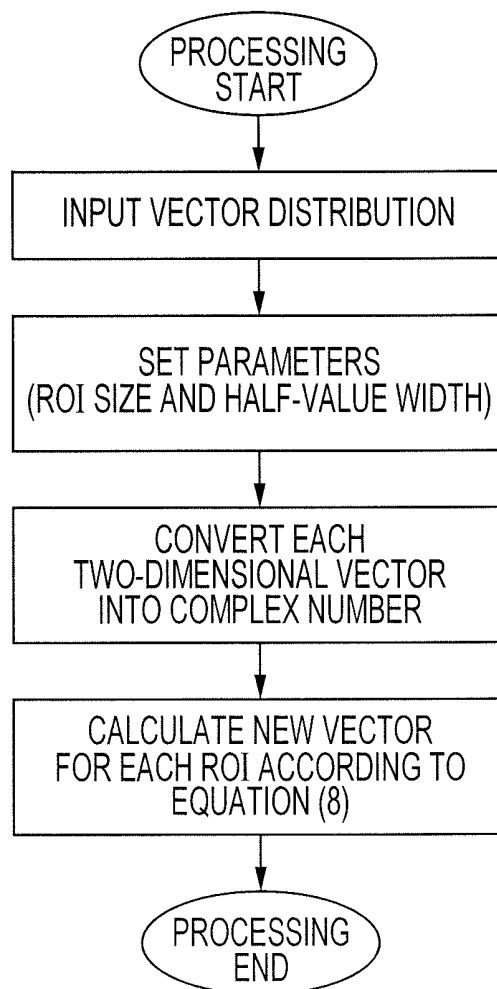 PROCESSING
START
INPUT VECTOR DISTRIBUTION
SET PARAMETERS
(ROI SIZE AND HALF-VALUE WIDTH)
CONVERT EACH
TWO-DIMENSIONAL VECTOR
INTO COMPLEX NUMBER
CALCULATE NEW VECTOR
FOR EACH ROI ACCORDING TO
EQUATION (8)
PROCESSING
END